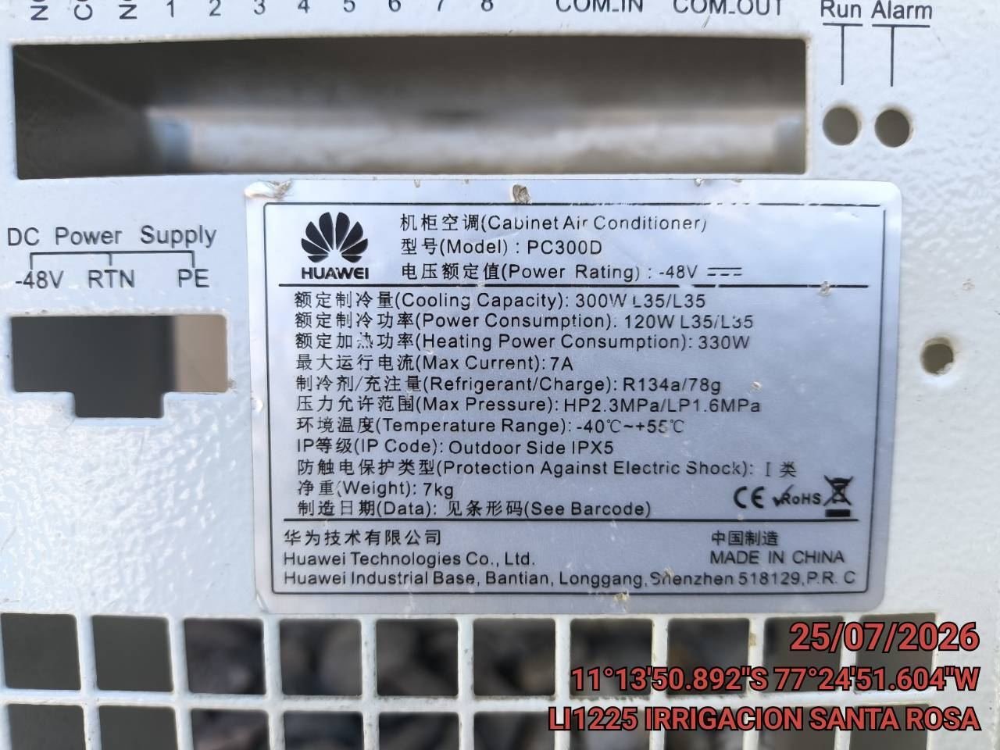 1 2 3 4 5 6 7 8 COM_IN COM_OUT
Run Alarm
DC Power Supply
-48V RTN PE
HUAWEI
机柜空调(Cabinet Air Conditioner)
型号(Model) : PC300D
电压额定值(Power Rating) : -48V
额定制冷量(Cooling Capacity): 300W L35/L35
额定制冷功率(Power Consumption): 120W L35/L35
额定加热功率(Heating Power Consumption): 330W
最大运行电流(Max Current): 7A
制冷剂/充注量(Refrigerant/Charge): R134a/78g
压力允许范围(Max Pressure): HP2.3MPa/LP1.6MPa
环境温度(Temperature Range): -40℃~+55℃
IP等级(IP Code): Outdoor Side IPX5
防触电保护类型(Protection Against Electric Shock): I 类
净重(Weight): 7kg
制造日期(Data): 见条形码(See Barcode)
CE RoHS
华为技术有限公司
中国制造
Huawei Technologies Co., Ltd.
MADE IN CHINA
Huawei Industrial Base, Bantian, Longgang, Shenzhen 518129,P.R. C
25/07/2026
11°13'50.892"S 77°24'51.604"W
LI1225 IRRIGACION SANTA ROSA